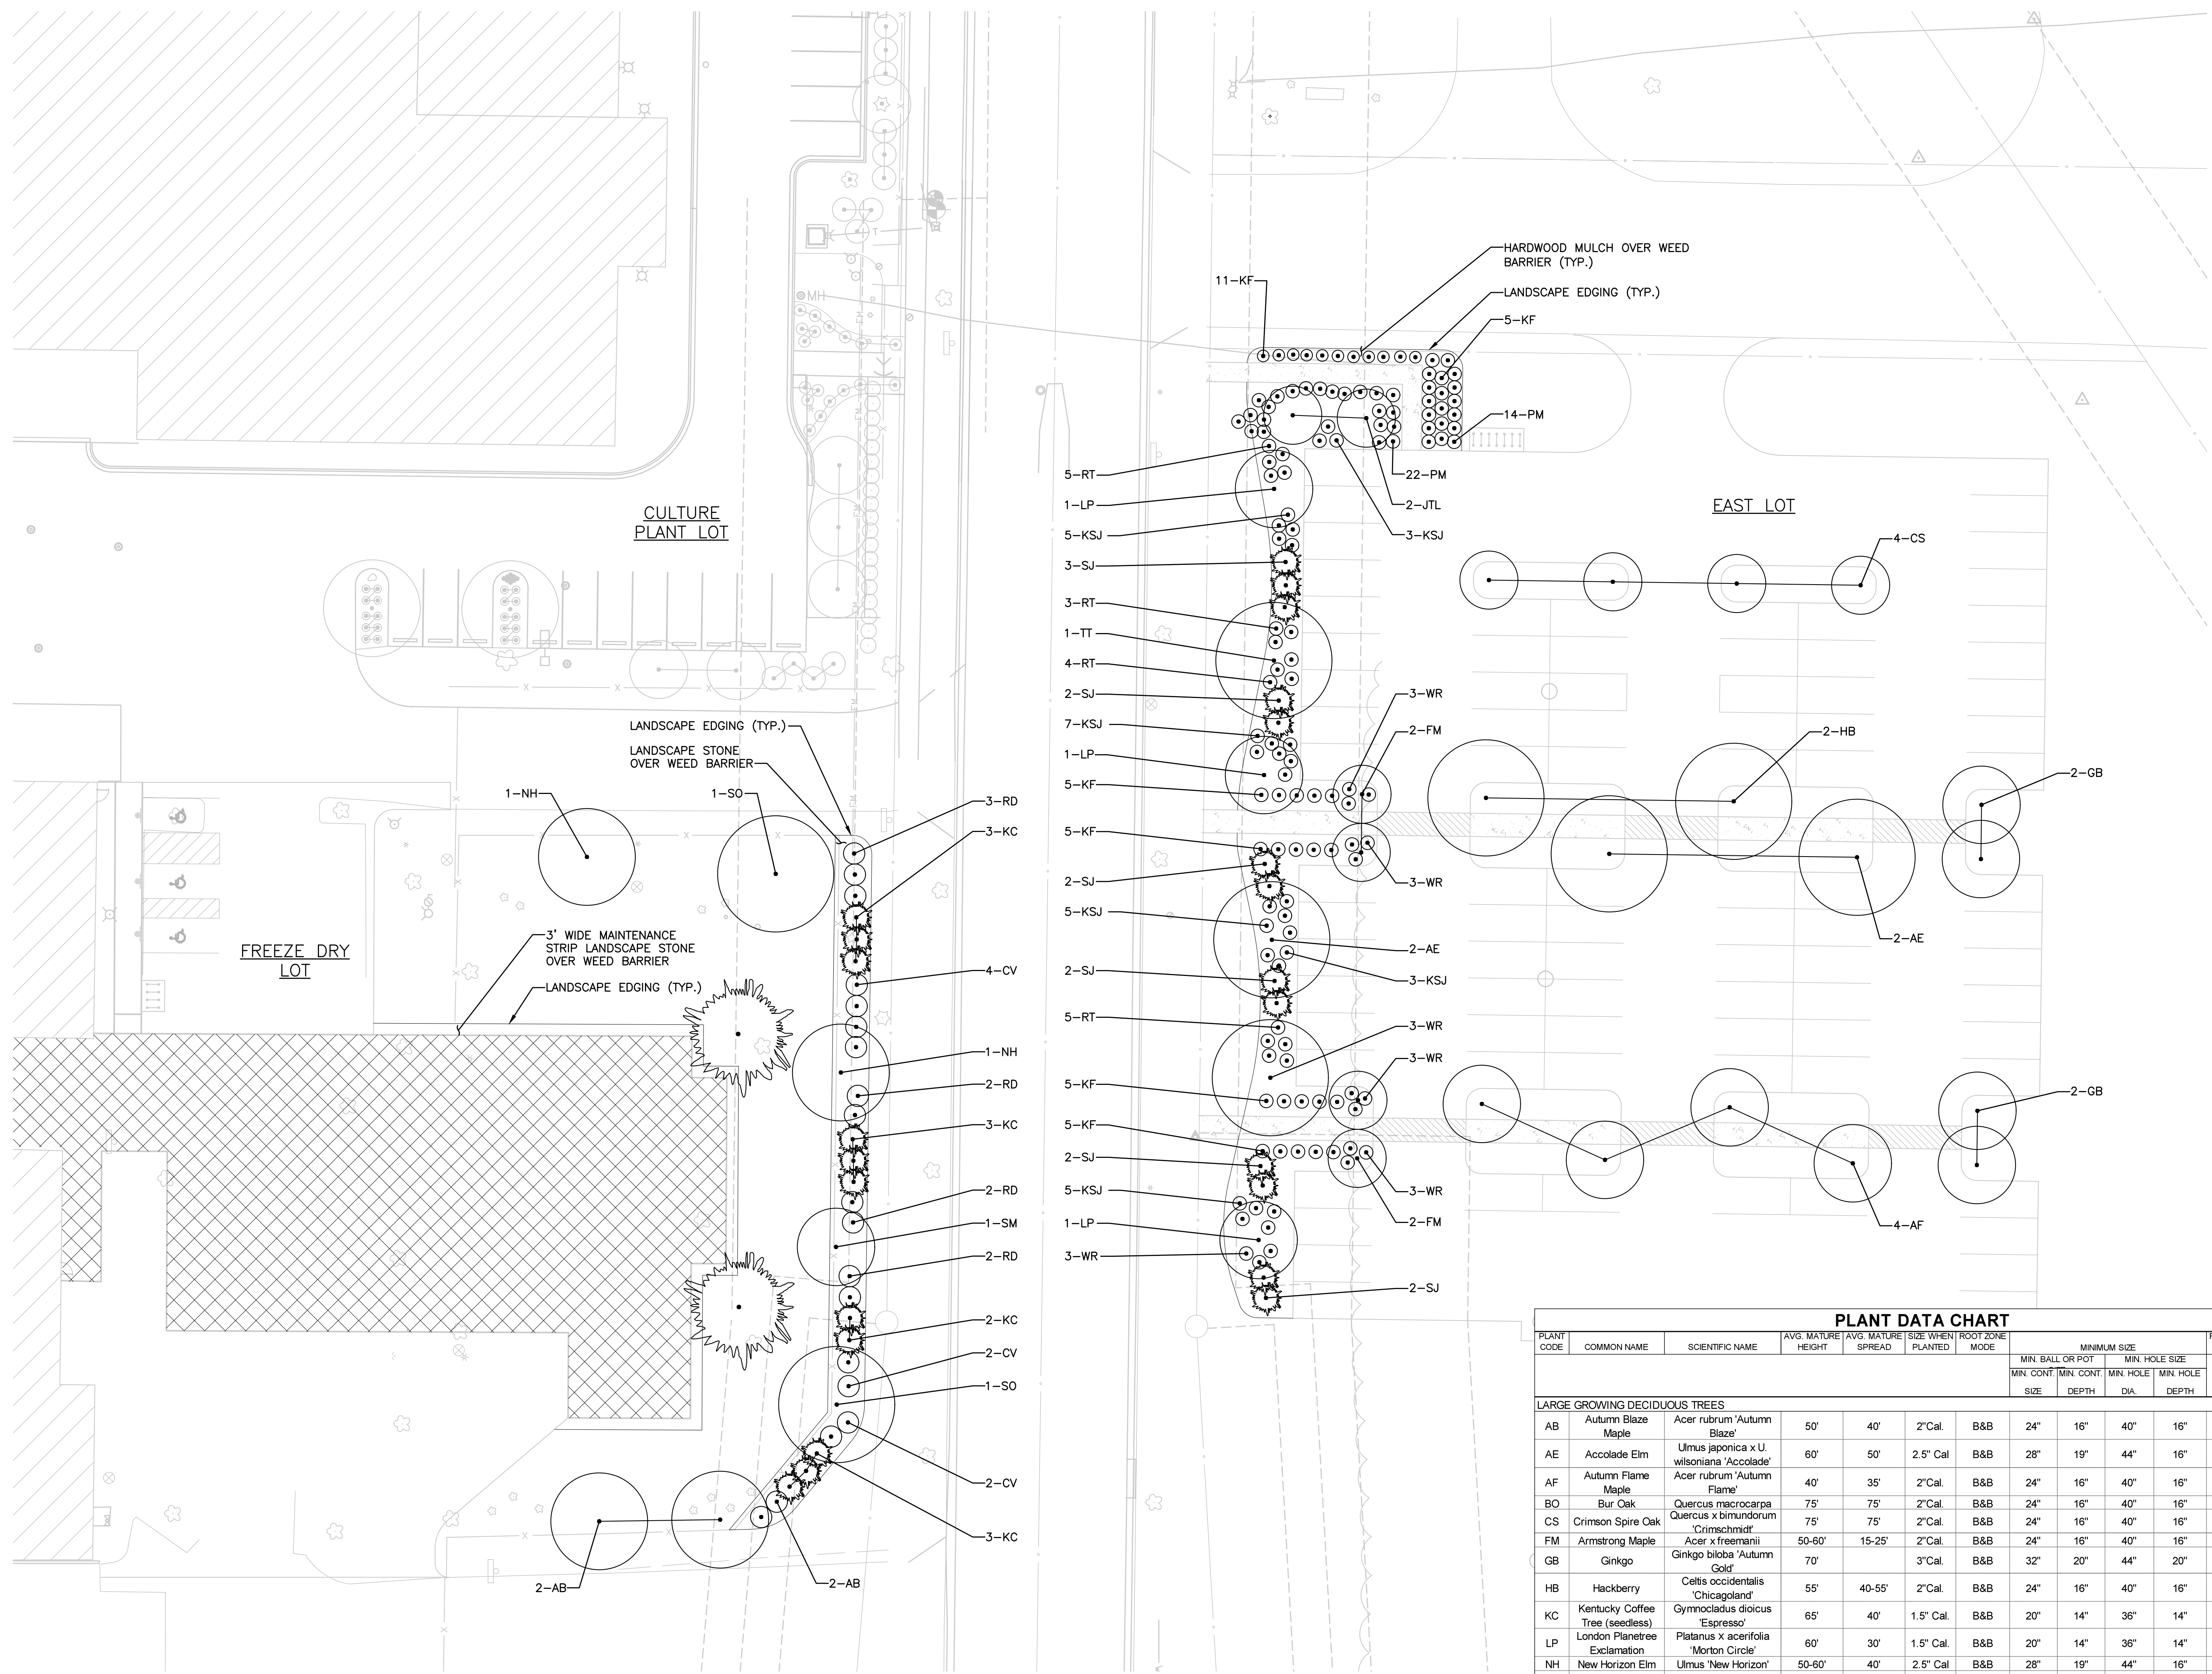 MH
T
HARDWOOD MULCH OVER WEED
BARRIER (TYP.)
11-KF
LANDSCAPE EDGING (TYP.)
5-KF
14-PM
5-RT
22-PM
1-LP
2-JTL
5-KSJ
3-KSJ
3-SJ
3-RT
1-TT
4-RT
2-SJ
7-KSJ
1-LP
5-KF
5-KF
2-SJ
5-KSJ
2-SJ
5-RT
5-KF
5-KF
2-SJ
5-KSJ
1-LP
3-WR
3-WR
2-FM
3-WR
2-AE
3-KSJ
3-WR
3-WR
3-WR
2-FM
2-SJ
EAST LOT
4-CS
2-HB
2-GB
2-AE
2-GB
4-AF
CULTURE
PLANT LOT
LANDSCAPE EDGING (TYP.)
LANDSCAPE STONE
OVER WEED BARRIER
1-NH
1-SO
FREEZE DRY
LOT
3' WIDE MAINTENANCE
STRIP LANDSCAPE STONE
OVER WEED BARRIER
LANDSCAPE EDGING (TYP.)
3-RD
3-KC
4-CV
1-NH
2-RD
3-KC
2-RD
1-SM
2-RD
2-KC
2-CV
1-SO
2-CV
3-KC
2-AB
2-AB
PLANT DATA CHART
PLANT CODE COMMON NAME SCIENTIFIC NAME AVG. MATURE HEIGHT AVG. MATURE SPREAD SIZE WHEN PLANTED ROOT ZONE MODE MINIMUM SIZE
MIN. BALL OR POT MIN. HOLE SIZE
MIN. CONT. SIZE MIN. CONT. DEPTH MIN. HOLE DIA. MIN. HOLE DEPTH
LARGE GROWING DECIDUOUS TREES
AB Autumn Blaze Maple Acer rubrum 'Autumn Blaze' 50' 40' 2"Cal. B&B 24" 16" 40" 16"
AE Accolade Elm Ulmus japonica x U. wilsoniana 'Accolade' 60' 50' 2.5" Cal B&B 28" 19" 44" 16"
AF Autumn Flame Maple Acer rubrum 'Autumn Flame' 40' 35' 2"Cal. B&B 24" 16" 40" 16"
BO Bur Oak Quercus macrocarpa 75' 75' 2"Cal. B&B 24" 16" 40" 16"
CS Crimson Spire Oak Quercus x bimundorum 'Crimschmidt' 75' 75' 2"Cal. B&B 24" 16" 40" 16"
FM Armstrong Maple Acer x freemanii 50-60' 15-25' 2"Cal. B&B 24" 16" 40" 16"
GB Ginkgo Ginkgo biloba 'Autumn Gold' 70' 3"Cal. B&B 32" 20" 44" 20"
HB Hackberry Celtis occidentalis 'Chicagoland' 55' 40-55' 2"Cal. B&B 24" 16" 40" 16"
KC Kentucky Coffee Tree (seedless) Gymnocladus dioicus 'Espresso' 65' 40' 1.5" Cal. B&B 20" 14" 36" 14"
LP London Planetree Exclamation Platanus x acerifolia 'Morton Circle' 60' 30' 1.5" Cal. B&B 20" 14" 36" 14"
NH New Horizon Elm Ulmus 'New Horizon' 50-60' 40' 2.5" Cal B&B 28" 19" 44" 16"